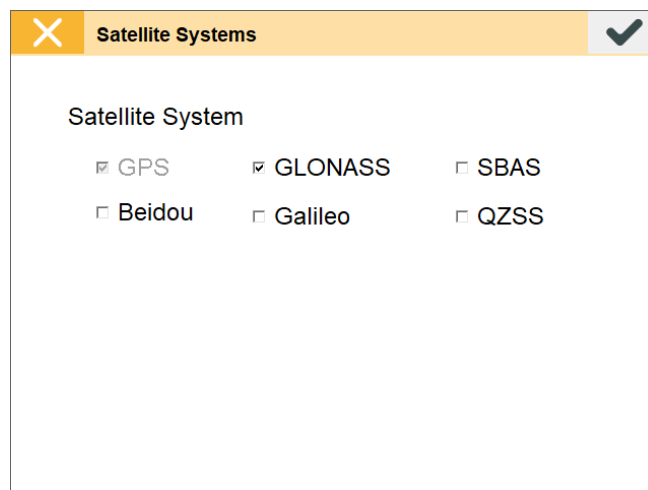 Satellite Systems
Satellite System
GPS GLONASS SBAS
Beidou Galileo QZSS